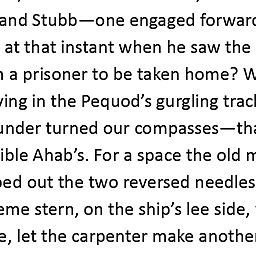 and Stubb—one engaged forward
at that instant when he saw the
a prisoner to be taken home? W
ing in the Pequod's gurgling trac
under turned our compasses—tha
ible Ahab's. For a space the old m
ped out the two reversed needles
eme stern, on the ship's lee side,
e, let the carpenter make another